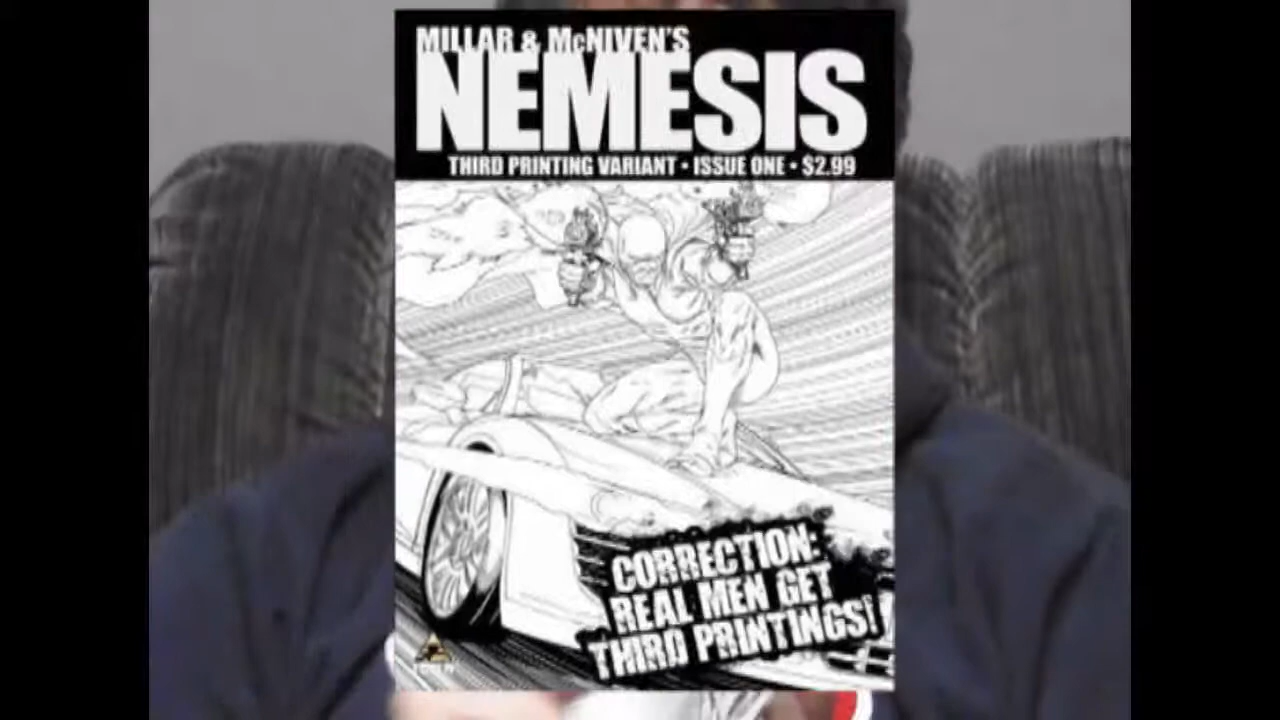 MILLAR & McNIVEN'S
NEMESIS
THIRD PRINTING VARIANT • ISSUE ONE • $2.99
CORRECTION:
REAL MEN GET
THIRD PRINTINGS!